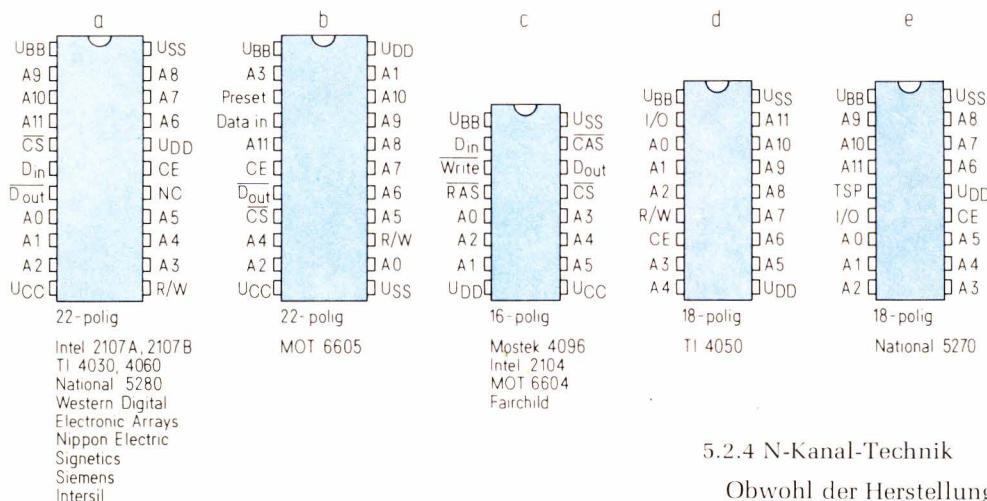 a
UBB USS
A9 A8
A10 A7
A11 A6
CS UDD
Din CE
Dout NC
A0 A5
A1 A4
A2 A3
UCC R/W
22-polig
Intel 2107A, 2107B
TI 4030, 4060
National 5280
Western Digital
Electronic Arrays
Nippon Electric
Signetics
Siemens
Intersil
b
UBB UDD
A3 A1
Preset A10
Data in A9
A11 A8
CE A7
Dout A6
CS A5
A4 R/W
A2 A0
UCC USS
22-polig
MOT 6605
c
UBB USS
Din CAS
Write Dout
RAS CS
A0 A3
A2 A4
A1 A5
UDD UCC
16-polig
Mostek 4096
Intel 2104
MOT 6604
Fairchild
d
UBB USS
I/O A11
A0 A10
A1 A9
A2 A8
R/W A7
CE A6
A3 A5
A4 UDD
18-polig
TI 4050
e
UBB USS
A9 A8
A10 A7
A11 A6
TSP UDD
I/O CE
A0 A5
A1 A4
A2 A3
18-polig
National 5270
5.2.4 N-Kanal-Technik
Obwohl der Herstellung